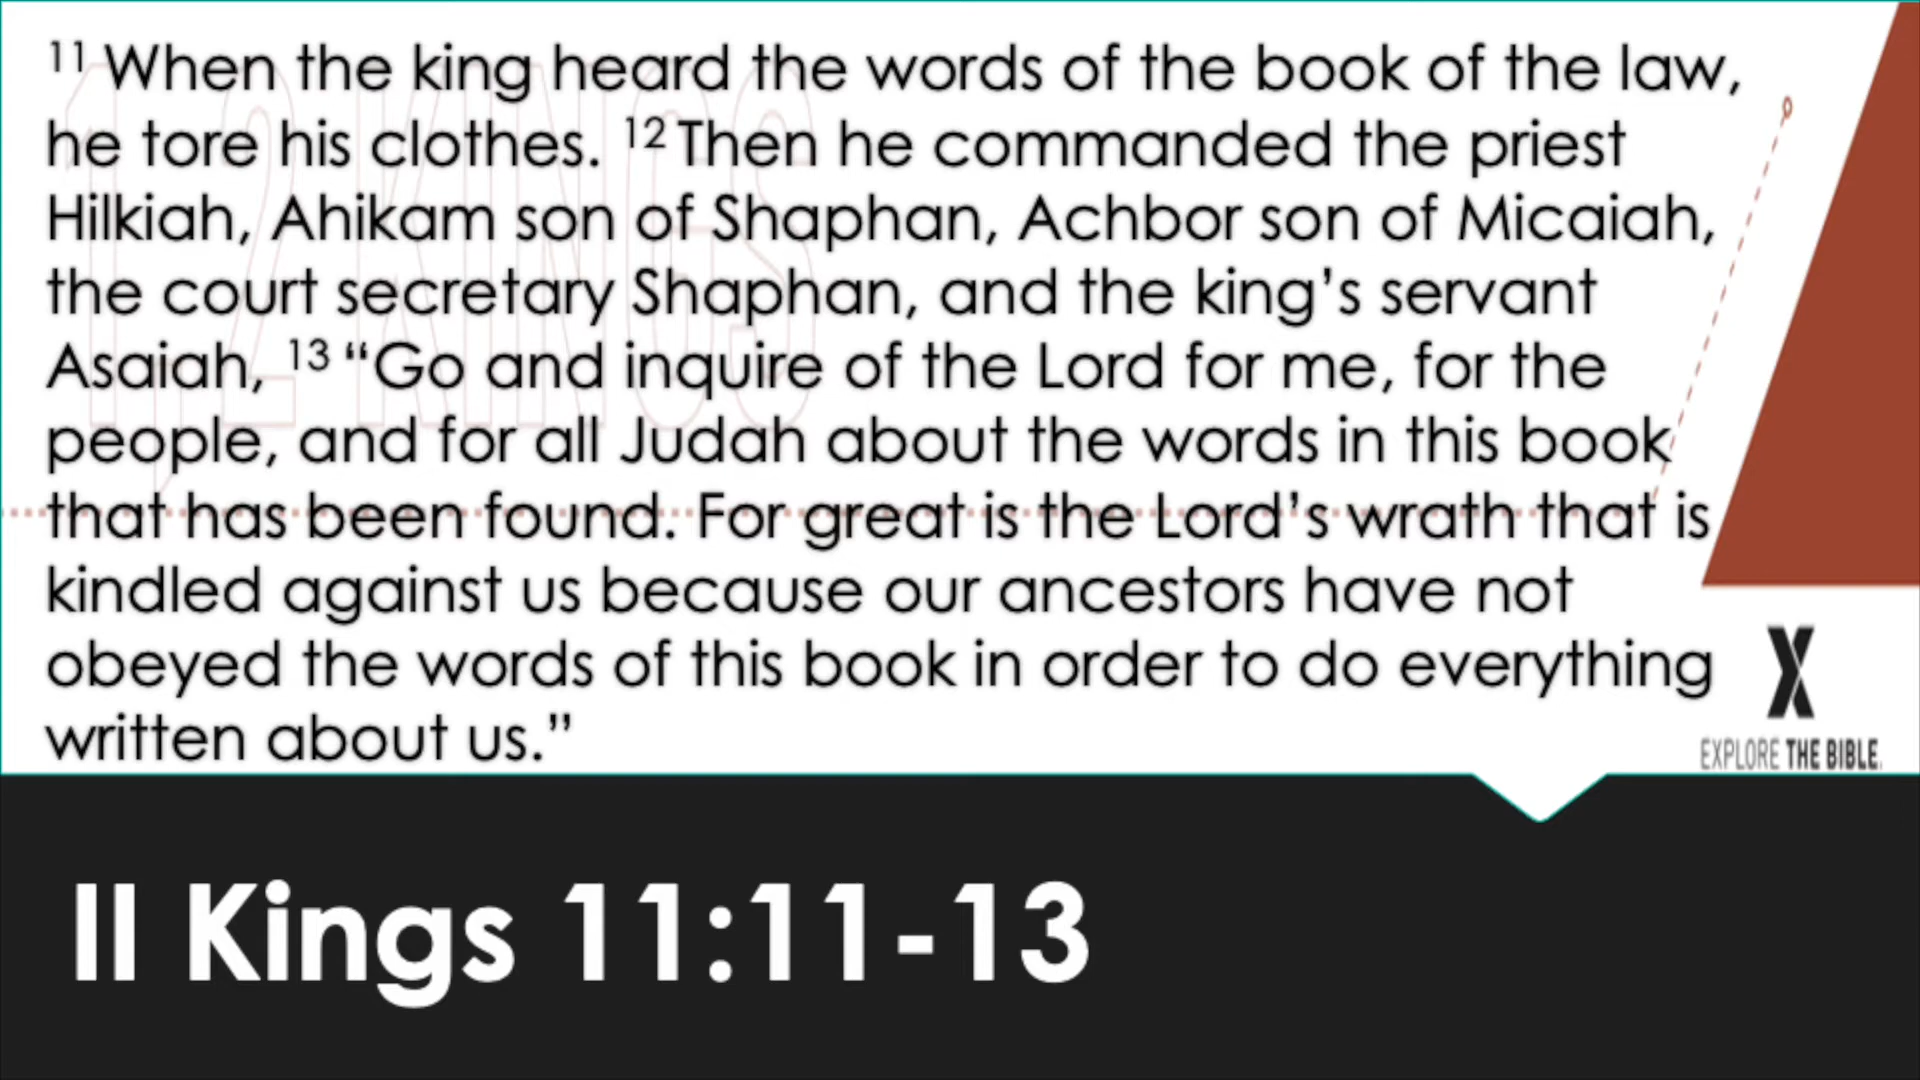 11 When the king heard the words of the book of the law,
he tore his clothes. 12 Then he commanded the priest
Hilkiah, Ahikam son of Shaphan, Achbor son of Micaiah,
the court secretary Shaphan, and the king’s servant
Asaiah, 13 “Go and inquire of the Lord for me, for the
people, and for all Judah about the words in this book
that has been found. For great is the Lord’s wrath that is
kindled against us because our ancestors have not
obeyed the words of this book in order to do everything
written about us.”
1, 2 KINGS
X
EXPLORE THE BIBLE.
II Kings 11:11-13